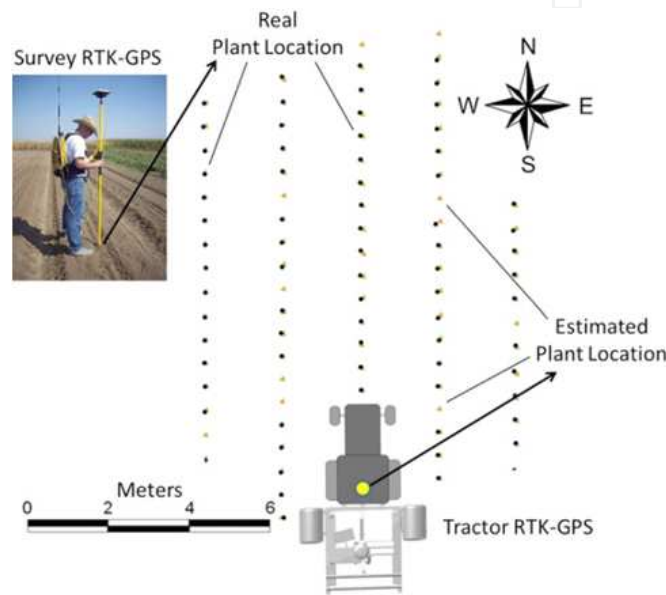 Real
Plant Location
Survey RTK-GPS
N
W
E
S
Estimated
Plant Location
Meters
0
2
4
6
Tractor RTK-GPS